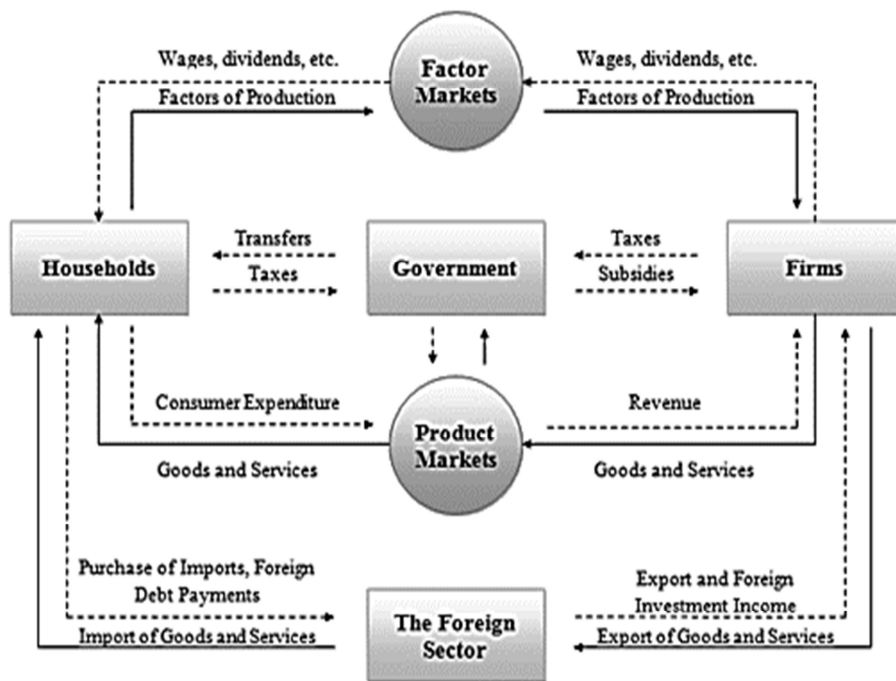 Wages, dividends, etc.
Factor
Markets
Wages, dividends, etc.
Factors of Production
Factors of Production
Households
Transfers
Taxes
Government
Taxes
Subsidies
Firms
Consumer Expenditure
Product
Markets
Revenue
Goods and Services
Goods and Services
Purchase of Imports, Foreign
Debt Payments
Import of Goods and Services
The Foreign
Sector
Export and Foreign
Investment Income
Export of Goods and Services